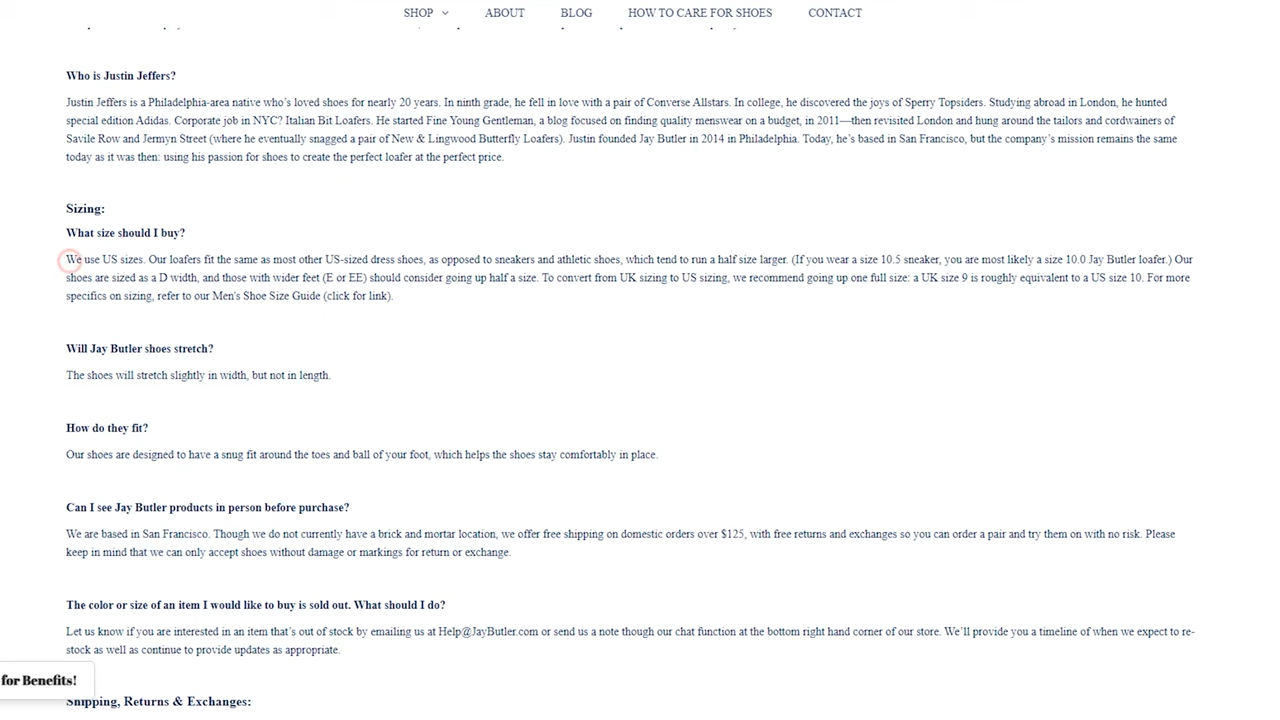 SHOP ABOUT BLOG HOW TO CARE FOR SHOES CONTACT
Who is Justin Jeffers?
Justin Jeffers is a Philadelphia-area native who's loved shoes for nearly 20 years. In ninth grade, he fell in love with a pair of Converse Allstars. In college, he discovered the joys of Sperry Topsiders. Studying abroad in London, he hunted
special edition Adidas. Corporate job in NYC? Italian Bit Loafers. He started Fine Young Gentleman, a blog focused on finding quality menswear on a budget, in 2011—then revisited London and hung around the tailors and cordwainers of
Savile Row and Jermyn Street (where he eventually snagged a pair of New & Lingwood Butterfly Loafers). Justin founded Jay Butler in 2014 in Philadelphia. Today, he's based in San Francisco, but the company's mission remains the same
today as it was then: using his passion for shoes to create the perfect loafer at the perfect price.
Sizing:
What size should I buy?
We use US sizes. Our loafers fit the same as most other US-sized dress shoes, as opposed to sneakers and athletic shoes, which tend to run a half size larger. (If you wear a size 10.5 sneaker, you are most likely a size 10.0 Jay Butler loafer.) Our
shoes are sized as a D width, and those with wider feet (E or EE) should consider going up half a size. To convert from UK sizing to US sizing, we recommend going up one full size: a UK size 9 is roughly equivalent to a US size 10. For more
specifics on sizing, refer to our Men's Shoe Size Guide (click for link).
Will Jay Butler shoes stretch?
The shoes will stretch slightly in width, but not in length.
How do they fit?
Our shoes are designed to have a snug fit around the toes and ball of your foot, which helps the shoes stay comfortably in place.
Can I see Jay Butler products in person before purchase?
We are based in San Francisco. Though we do not currently have a brick and mortar location, we offer free shipping on domestic orders over $125, with free returns and exchanges so you can order a pair and try them on with no risk. Please
keep in mind that we can only accept shoes without damage or markings for return or exchange.
The color or size of an item I would like to buy is sold out. What should I do?
Let us know if you are interested in an item that's out of stock by emailing us at Help@JayButler.com or send us a note though our chat function at the bottom right hand corner of our store. We'll provide you a timeline of when we expect to re-
stock as well as continue to provide updates as appropriate.
for Benefits!
Shipping, Returns & Exchanges: